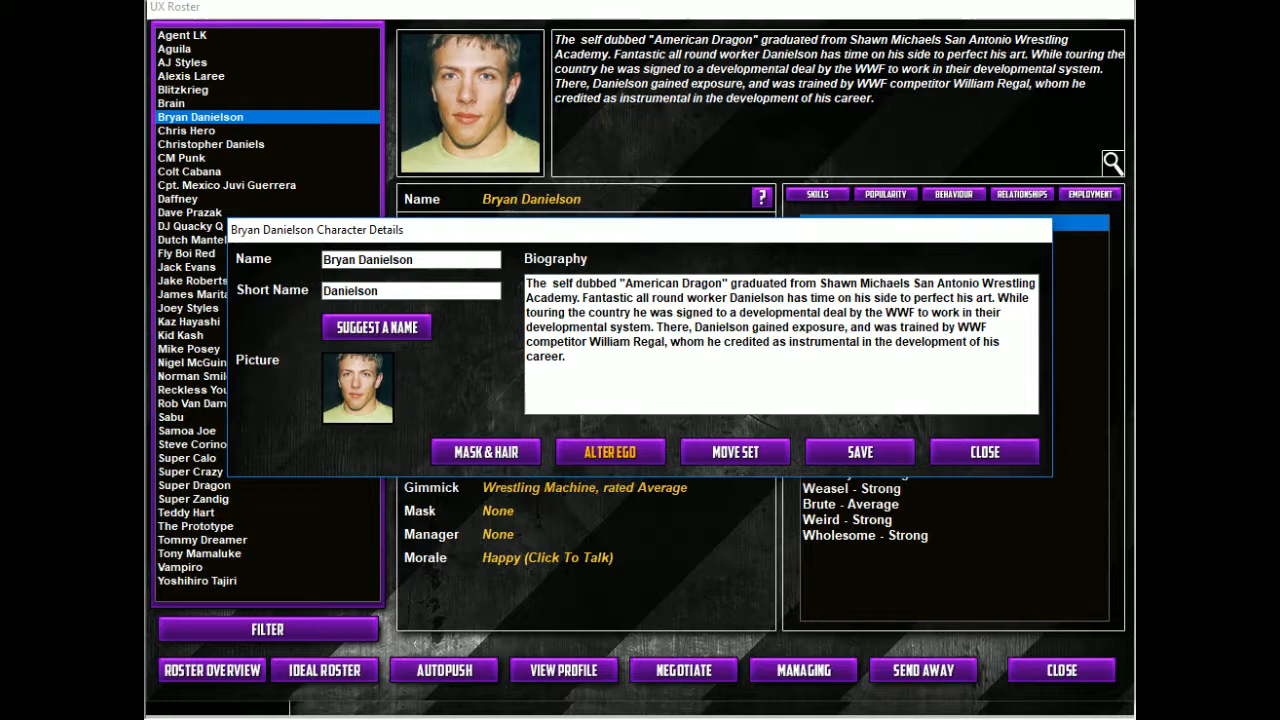 UX Roster
Agent LK
Aquila
AJ Styles
Alexis Laree
Blitzkrieg
Brain
Bryan Danielson
Chris Hero
Christopher Daniels
CM Punk
Colt Cabana
Cpt. Mexico Juvi Guerrera
Daffney
Dave Prazak
DJ Quacky Q
Dutch Mantel
Fly Boi Red
Jack Evans
Jake Roberts
James Marita
Joey Styles
Kaz Hayashi
Kid Kash
Mike Posey
Nigel McGuin
Norman Smil
Reckless You
Rob Van Dam
Sabu
Samoa Joe
Steve Corino
Super Calo
Super Crazy
Super Dragon
Super Zandig
Teddy Hart
The Prototype
Tommy Dreamer
Tony Mamaluke
Vampiro
Yoshihiro Tajiri
FILTER
The self dubbed "American Dragon" graduated from Shawn Michaels San Antonio Wrestling
Academy. Fantastic all round worker Danielson has time on his side to perfect his art. While touring the
country he was signed to a developmental deal by the WWF to work in their developmental system.
There, Danielson gained exposure, and was trained by WWF competitor William Regal, whom he
credited as instrumental in the development of his career.
Name Bryan Danielson ?
SKILLS POPULARITY BEHAVIOUR RELATIONSHIPS EMPLOYMENT
Bryan Danielson Character Details
Name Bryan Danielson
Short Name Danielson
SUGGEST A NAME
Picture
Biography
The self dubbed "American Dragon" graduated from Shawn Michaels San Antonio Wrestling
Academy. Fantastic all round worker Danielson has time on his side to perfect his art. While
touring the country he was signed to a developmental deal by the WWF to work in their
developmental system. There, Danielson gained exposure, and was trained by WWF
competitor William Regal, whom he credited as instrumental in the development of his
career.
MASK & HAIR ALTER EGO MOVE SET SAVE CLOSE
Gimmick Wrestling Machine, rated Average
Mask None
Manager None
Morale Happy (Click To Talk)
Weasel - Strong
Brute - Average
Weird - Strong
Wholesome - Strong
ROSTER OVERVIEW IDEAL ROSTER AUTOPUSH VIEW PROFILE NEGOTIATE MANAGING SEND AWAY CLOSE